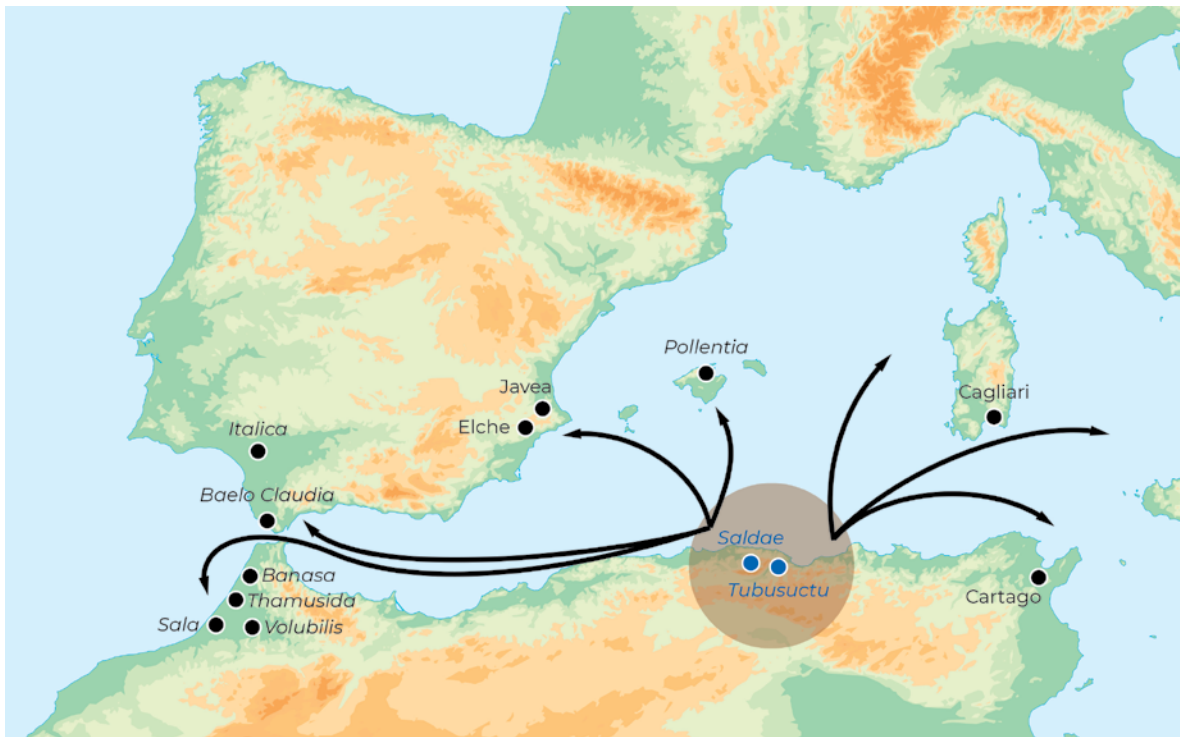 Pollentia
Javea
Cagliari
Elche
Italica
Baelo Claudia
Saldae
Banasa
Tubusuctu
Thamusida
Cartago
Sala
Volubilis